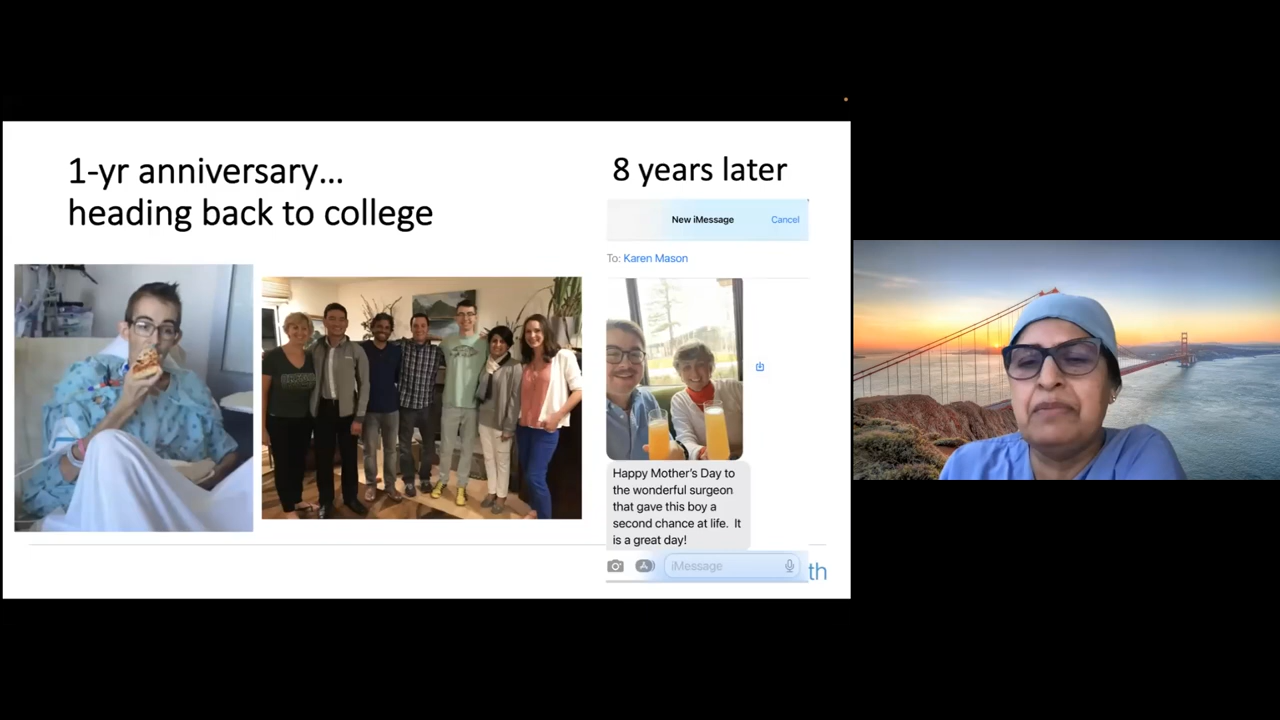 1-yr anniversary...
heading back to college
8 years later
New iMessage
Cancel
To: Karen Mason
Happy Mother's Day to
the wonderful surgeon
that gave this boy a
second chance at life. It
is a great day!
iMessage
th